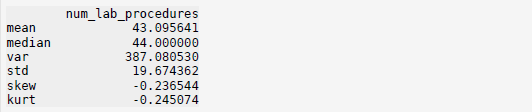 num_lab_procedures
mean 43.095641
median 44.000000
var 387.080530
std 19.674362
skew -0.236544
kurt -0.245074